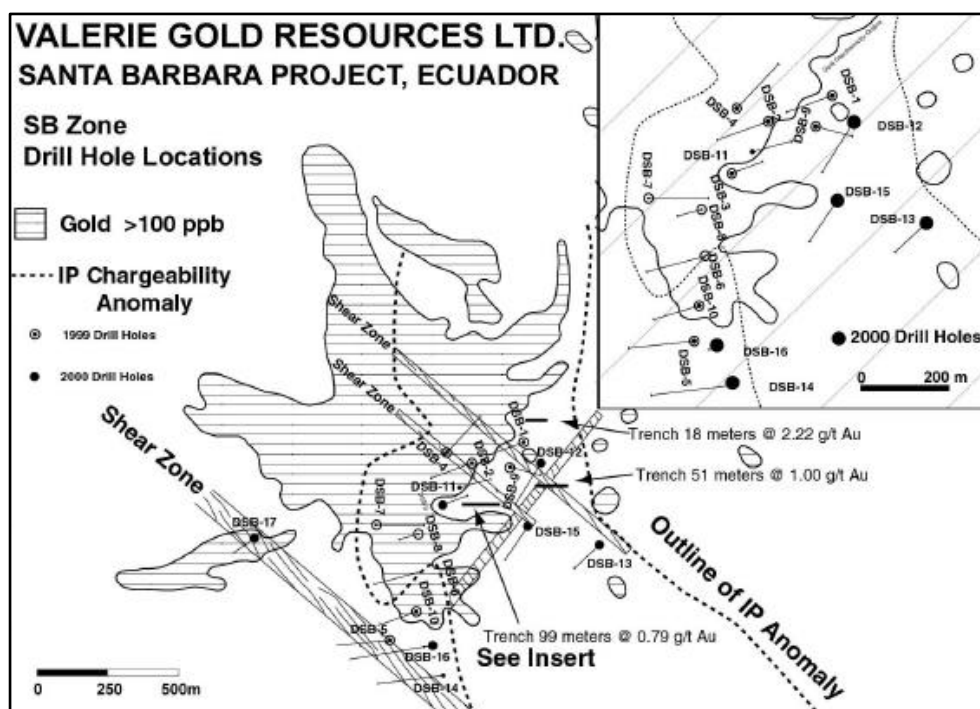 VALERIE GOLD RESOURCES LTD.
SANTA BARBARA PROJECT, ECUADOR
SB Zone
Drill Hole Locations
Gold >100 ppb
IP Chargeability
Anomaly
1999 Drill Holes
2000 Drill Holes
Shear Zone
Shear Zone
Shear Zone
DSB-1
DSB-12
DSB-4
DSB-2
DSB-9
DSB-11
DSB-7
DSB-8
DSB-15
DSB-13
DSB-17
DSB-6
DSB-10
DSB-5
DSB-16
DSB-14
Trench 18 meters @ 2.22 g/t Au
Trench 51 meters @ 1.00 g/t Au
Trench 99 meters @ 0.79 g/t Au
See Insert
Outline of IP Anomaly
0 250 500m
DSB-4
DSB-1
DSB-9
DSB-12
DSB-11
DSB-7
DSB-3
DSB-8
DSB-15
DSB-13
DSB-6
DSB-10
DSB-5
DSB-16
DSB-14
2000 Drill Holes
0 200 m